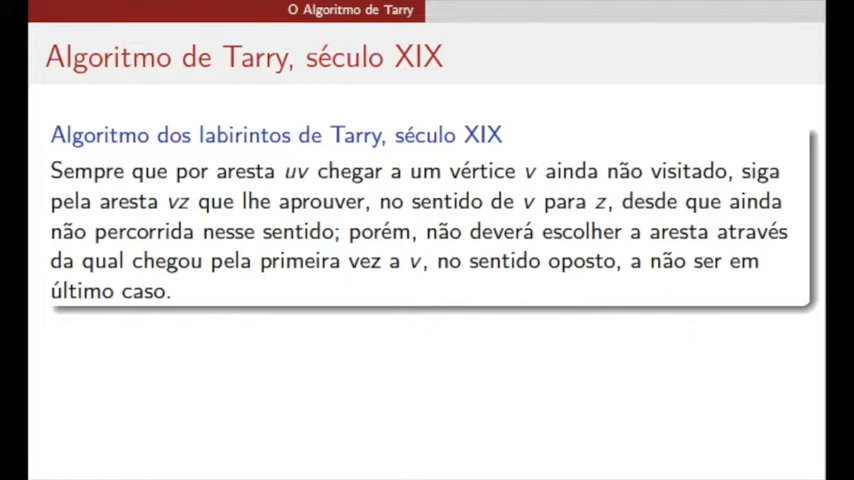 O Algoritmo de Tarry
Algoritmo de Tarry, século XIX
Algoritmo dos labirintos de Tarry, século XIX
Sempre que por aresta uv chegar a um vértice v ainda não visitado, siga
pela aresta vz que lhe aprouver, no sentido de v para z, desde que ainda
não percorrida nesse sentido; porém, não deverá escolher a aresta através
da qual chegou pela primeira vez a v, no sentido oposto, a não ser em
último caso.